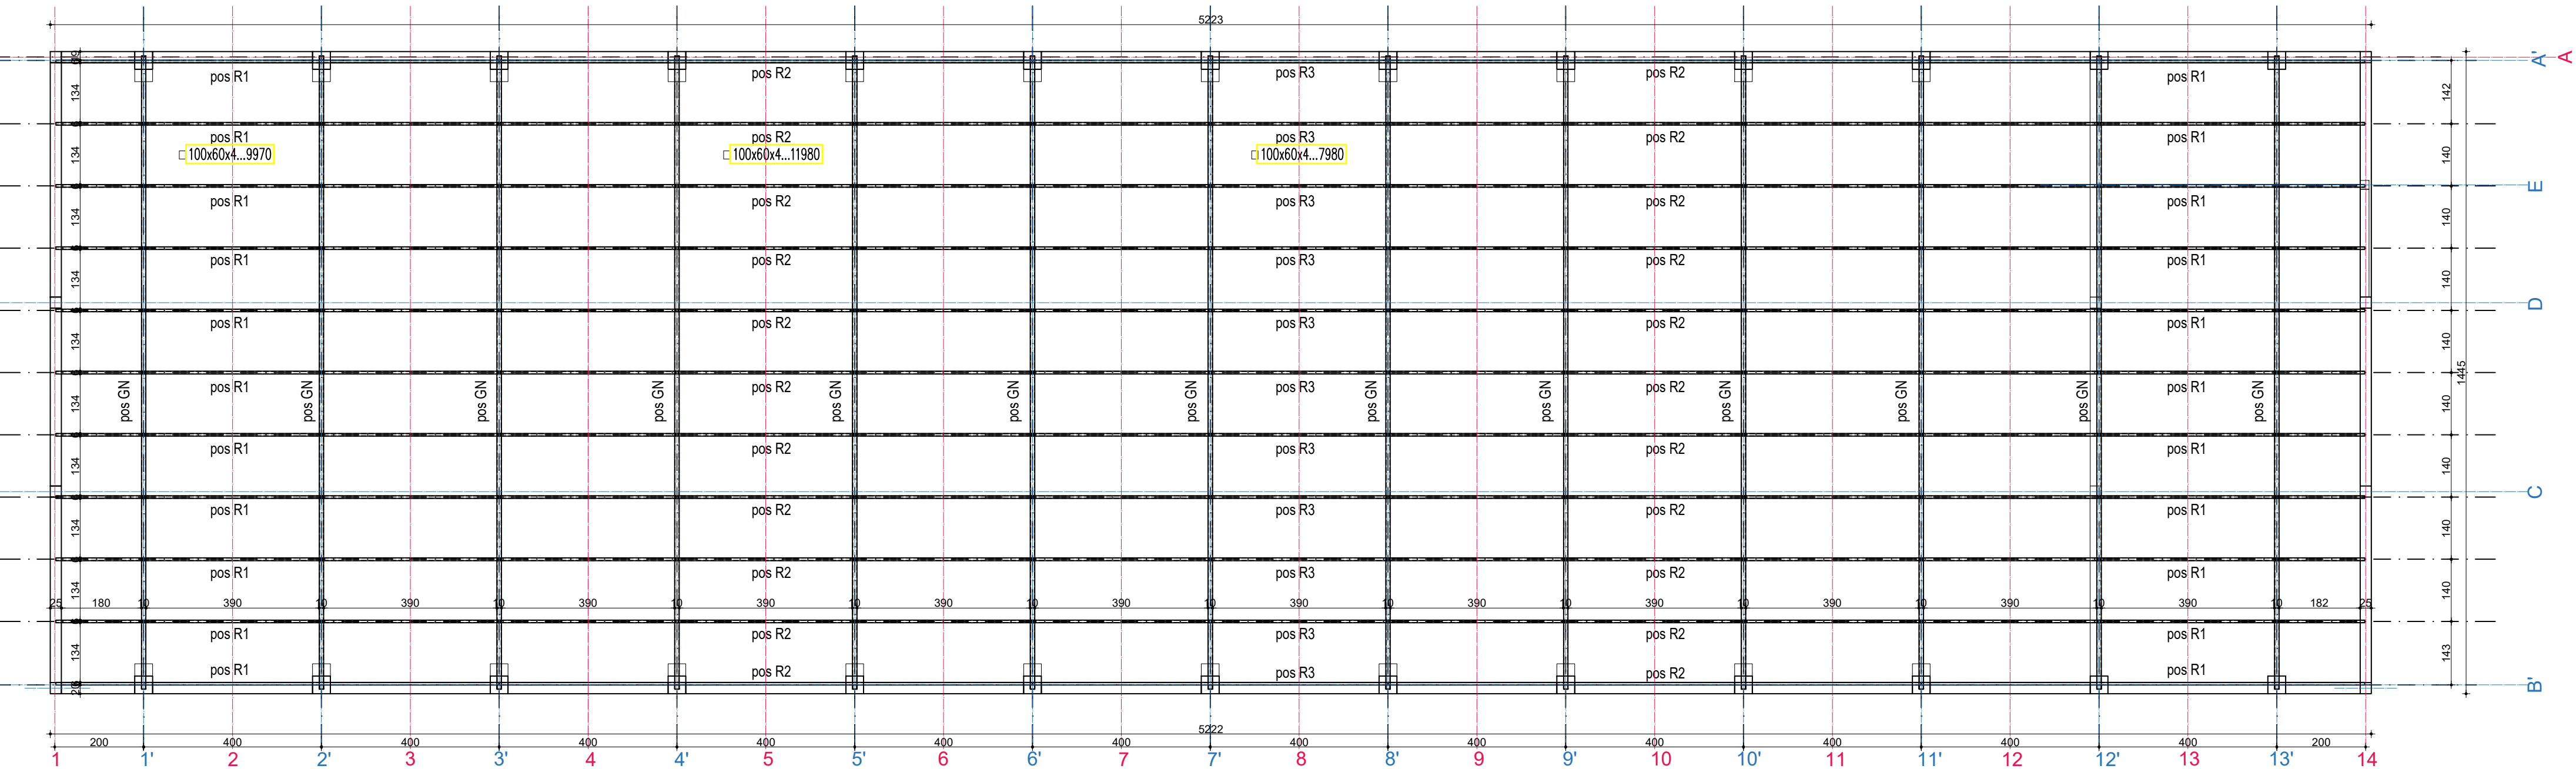 5223
A' A
pos R1 pos R2 pos R3 pos R2 pos R1
134 142
pos R1 pos R2 pos R3 pos R2 pos R1
134 100x60x4...9970 100x60x4...11980 100x60x4...7980 140
E
pos R1 pos R2 pos R3 pos R2 pos R1
134 140
pos R1 pos R2 pos R3 pos R2 pos R1
134 140
D
pos R1 pos R2 pos R3 pos R2 pos R1
134 140
1445
pos R1 pos R2 pos R3 pos R2 pos R1
pos GN pos GN pos GN pos GN pos GN pos GN pos GN pos GN pos GN pos GN pos GN pos GN pos GN
134 140
pos R1 pos R2 pos R3 pos R2 pos R1
134 140
C
pos R1 pos R2 pos R3 pos R2 pos R1
134 140
pos R1 pos R2 pos R3 pos R2 pos R1
134 140
25 180 10 390 10 390 10 390 10 390 10 390 10 390 10 390 10 390 10 390 10 390 10 390 10 390 10 182 25
pos R1 pos R2 pos R3 pos R2 pos R1
134 143
pos R1 pos R2 pos R3 pos R2 pos R1
B'
5222
200 400 400 400 400 400 400 400 400 400 400 400 400 200
1 1' 2 2' 3 3' 4 4' 5 5' 6 6' 7 7' 8 8' 9 9' 10 10' 11 11' 12 12' 13 13' 14